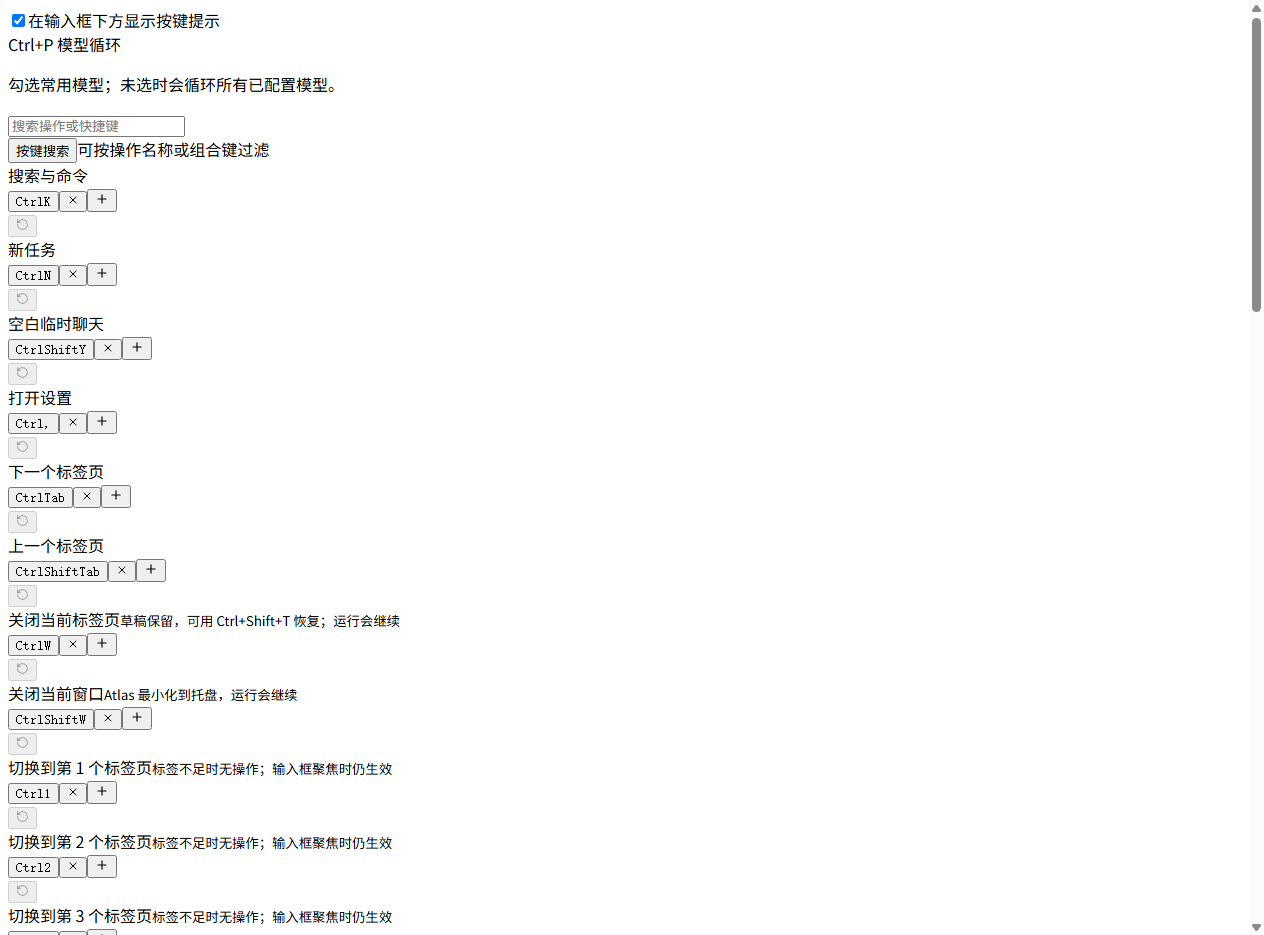 在输入框下方显示按键提示
Ctrl+P 模型循环
勾选常用模型；未选时会循环所有已配置模型。
搜索操作或快捷键
按键搜索可按操作名称或组合键过滤
搜索与命令
CtrlK × +
新任务
CtrlN × +
空白临时聊天
CtrlShiftY × +
打开设置
Ctrl, × +
下一个标签页
CtrlTab × +
上一个标签页
CtrlShiftTab × +
关闭当前标签页草稿保留，可用 Ctrl+Shift+T 恢复；运行会继续
CtrlW × +
关闭当前窗口Atlas 最小化到托盘，运行会继续
CtrlShiftW × +
切换到第 1 个标签页标签不足时无操作；输入框聚焦时仍生效
Ctrl1 × +
切换到第 2 个标签页标签不足时无操作；输入框聚焦时仍生效
Ctrl2 × +
切换到第 3 个标签页标签不足时无操作；输入框聚焦时仍生效